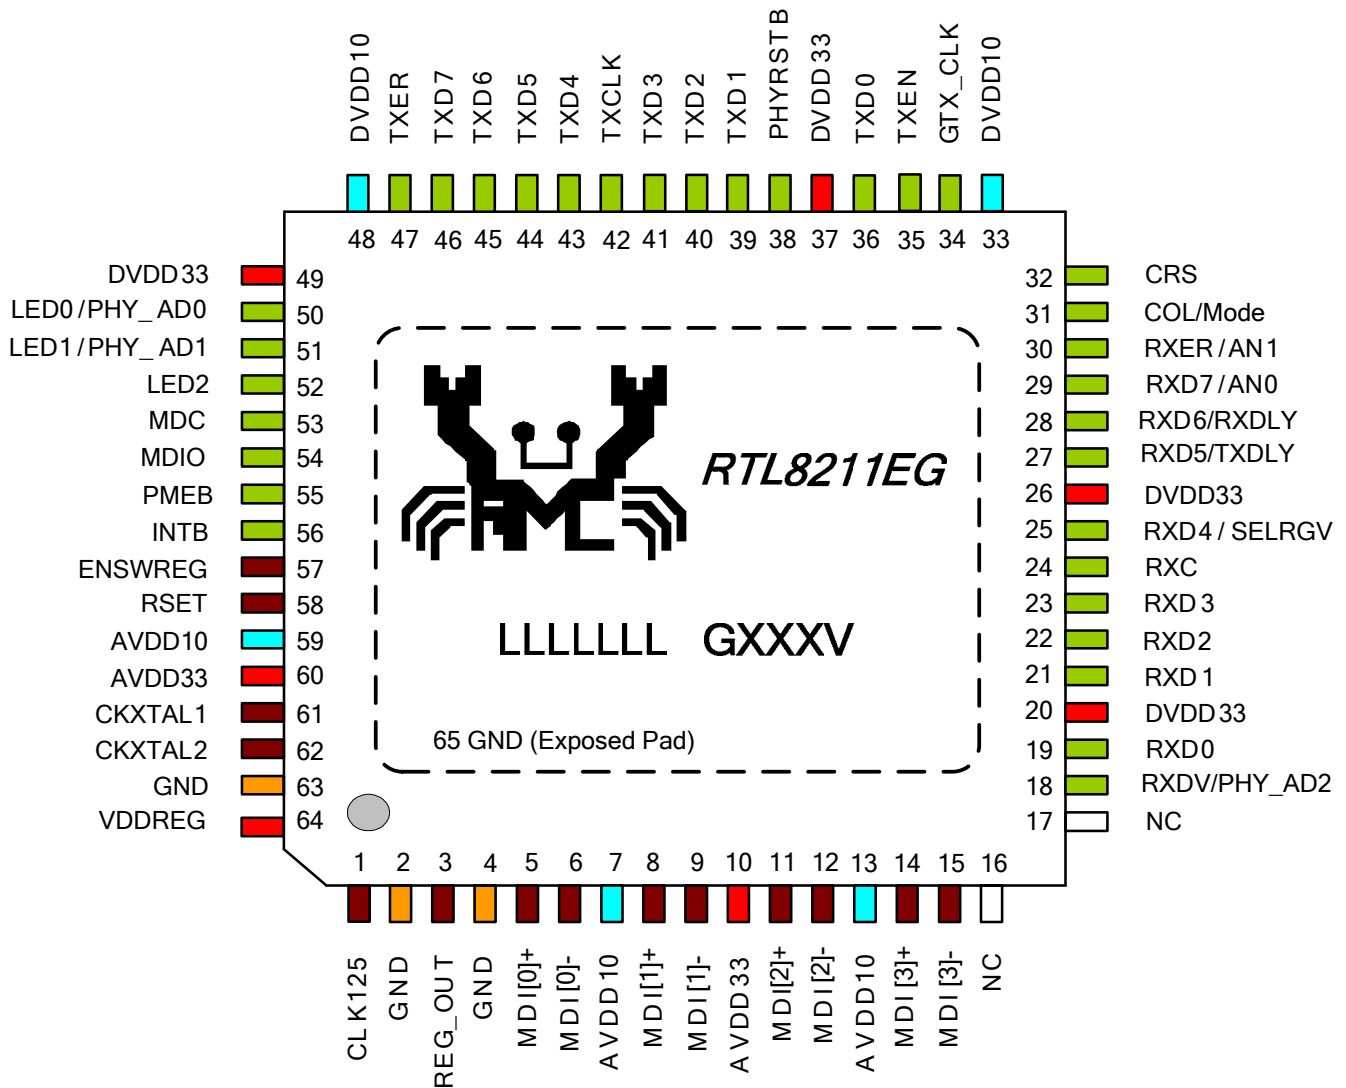 DVDD10
TXER
TXD7
TXD6
TXD5
TXD4
TXCLK
TXD3
TXD2
TXD1
PHYRSTB
DVDD33
TXD0
TXEN
GTX_CLK
DVDD10
48 47 46 45 44 43 42 41 40 39 38 37 36 35 34 33
DVDD33 49
LED0/PHY_AD0 50
LED1/PHY_AD1 51
LED2 52
MDC 53
MDIO 54
PMEB 55
INTB 56
ENSWREG 57
RSET 58
AVDD10 59
AVDD33 60
CKXTAL1 61
CKXTAL2 62
GND 63
VDDREG 64
RTL8211EG
LLLLLLL GXXXV
65 GND (Exposed Pad)
32 CRS
31 COL/Mode
30 RXER/AN1
29 RXD7/AN0
28 RXD6/RXDLY
27 RXD5/TXDLY
26 DVDD33
25 RXD4/SELRGV
24 RXC
23 RXD3
22 RXD2
21 RXD1
20 DVDD33
19 RXD0
18 RXDV/PHY_AD2
17 NC
1 2 3 4 5 6 7 8 9 10 11 12 13 14 15 16
CLK125
GND
REG_OUT
GND
MDI[0]+
MDI[0]-
AVDD10
MDI[1]+
MDI[1]-
AVDD33
MDI[2]+
MDI[2]-
AVDD10
MDI[3]+
MDI[3]-
NC